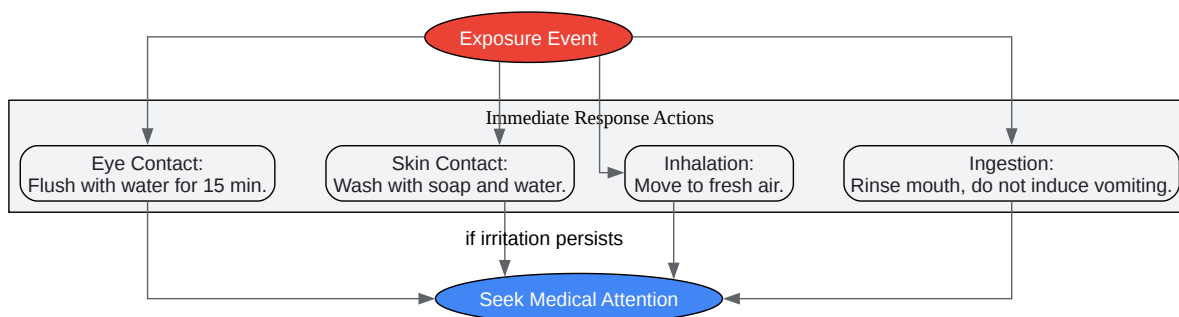 Exposure Event
Immediate Response Actions
Eye Contact:
Flush with water for 15 min.
Skin Contact:
Wash with soap and water.
Inhalation:
Move to fresh air.
Ingestion:
Rinse mouth, do not induce vomiting.
if irritation persists
Seek Medical Attention